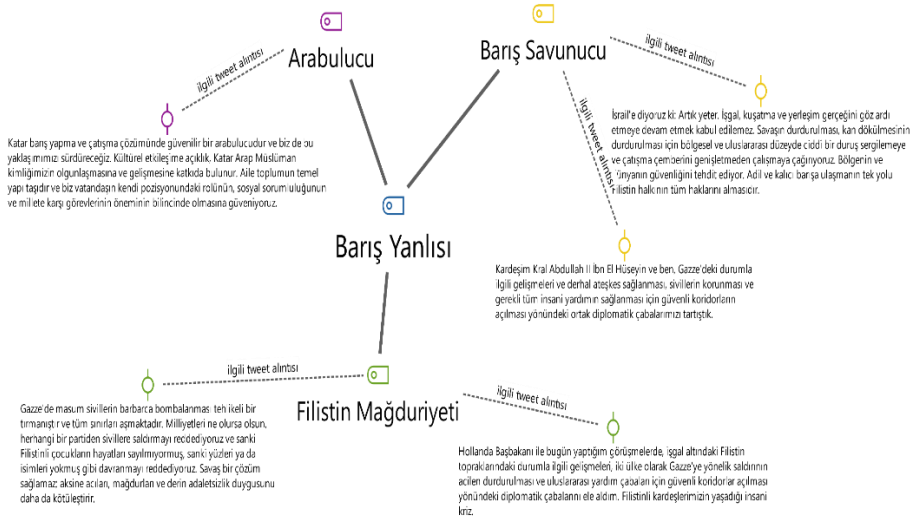 Arabulucu
Barış Savunucu
ilgili tweet alıntısı
ilgili tweet alıntısı
ilgili tweet alıntısı
Katar barış yapma ve çatışma çözümünde güvenilir bir arabulucudur ve biz de bu
yaklaşımımızı sürdüreceğiz. Kültürel etkileşime açıklık. Katar Arap Müslüman
kimliğimizin olgunlaşmasına ve gelişmesine katkıda bulunur. Aile toplumun temel
yapı taşıdır ve biz vatandaşın kendi pozisyonundaki rolünün, sosyal sorumluluğunun
ve millete karşı görevlerinin öneminin bilincinde olmasına güveniyoruz.
İsrail'e diyoruz ki: Artık yeter. İşgal, kuşatma ve yerleşim gerçeğini göz ardı
etmeye devam etmek kabul edilemez. Savaşın durdurulması, kan dökülmesinin
durdurulması için bölgesel ve uluslararası düzeyde ciddi bir duruş sergilemeye
ve çatışma çemberini genişletmeden çalışmaya çağırıyoruz. Bölgenin ve
dünyanın güvenliğini tehdit ediyor. Adil ve kalıcı barışa ulaşmanın tek yolu
Filistin halkının tüm haklarını almasıdır.
Barış Yanlısı
Kardeşim Kral Abdullah II İbn El Hüseyin ve ben, Gazze'deki durumla
ilgili gelişmeleri ve derhal ateşkes sağlanması, sivillerin korunması ve
gerekli tüm insani yardımın sağlanması için güvenli koridorların
açılması yönündeki ortak diplomatik çabalarımızı tartıştık.
ilgili tweet alıntısı
Filistin Mağduriyeti
ilgili tweet alıntısı
Gazze'de masum sivillerin barbarca bombalanması tehlikeli bir
tırmanıştır ve tüm sınırları aşmaktadır. Milliyetleri ne olursa olsun,
herhangi bir partiden sivillere saldırmayı reddediyoruz ve sanki
Filistinli çocukların hayatları sayılmıyormuş, sanki yüzleri ya da
isimleri yokmuş gibi davranmayı reddediyoruz. Savaş bir çözüm
sağlamaz; aksine acıları, mağdurları ve derin adaletsizlik duygusunu
daha da kötüleştirir.
Hollanda Başbakanı ile bugün yaptığım görüşmelerde, işgal altındaki Filistin
topraklarındaki durumla ilgili gelişmeleri, iki ülke olarak Gazze'ye yönelik saldırının
acilen durdurulması ve uluslararası yardım çabaları için güvenli koridorlar açılması
yönündeki diplomatik çabalarını ele aldım. Filistinli kardeşlerimizin yaşadığı insani
kriz.